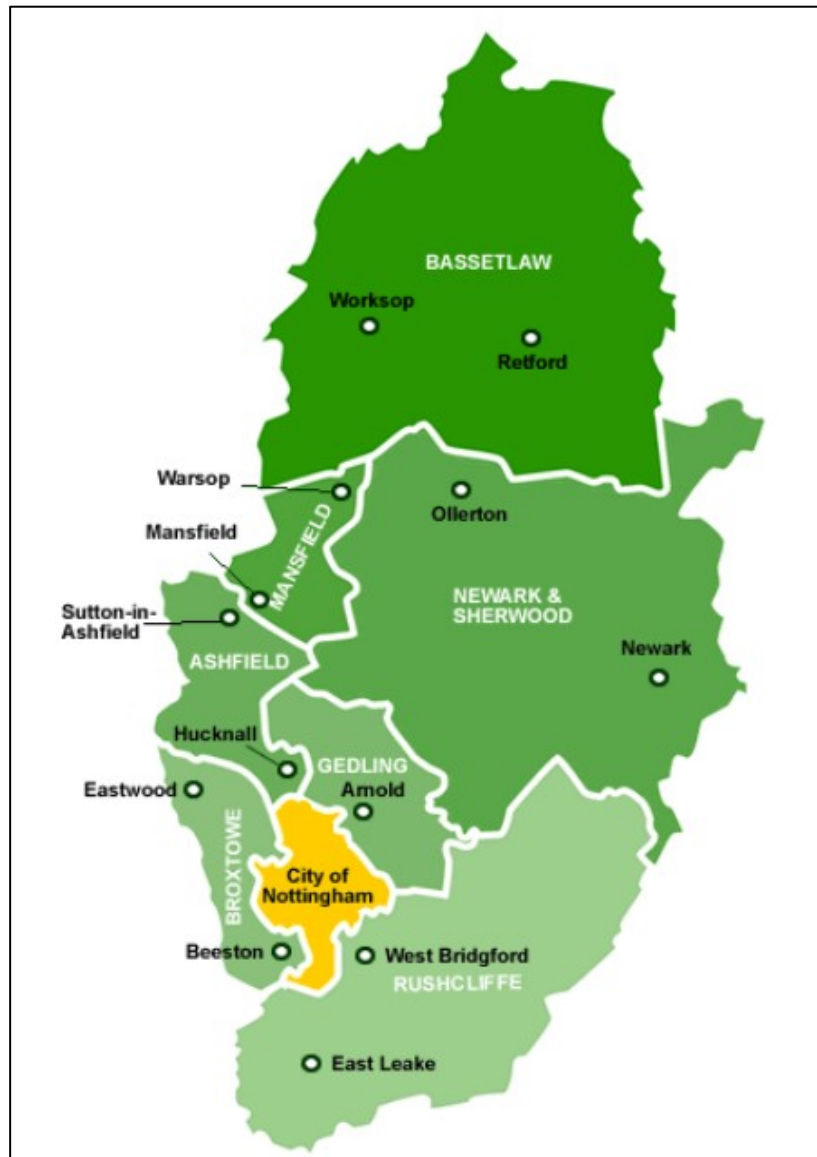 BASSETLAW
Worksop
Retford
Warsop
Ollerton
Mansfield
MANSFIELD
NEWARK &
SHERWOOD
Sutton-in-
Ashfield
ASHFIELD
Newark
Hucknall
GEDLING
Eastwood
Arnold
BROXTOWE
City of
Nottingham
Beeston
West Bridgford
RUSHCLIFFE
East Leake